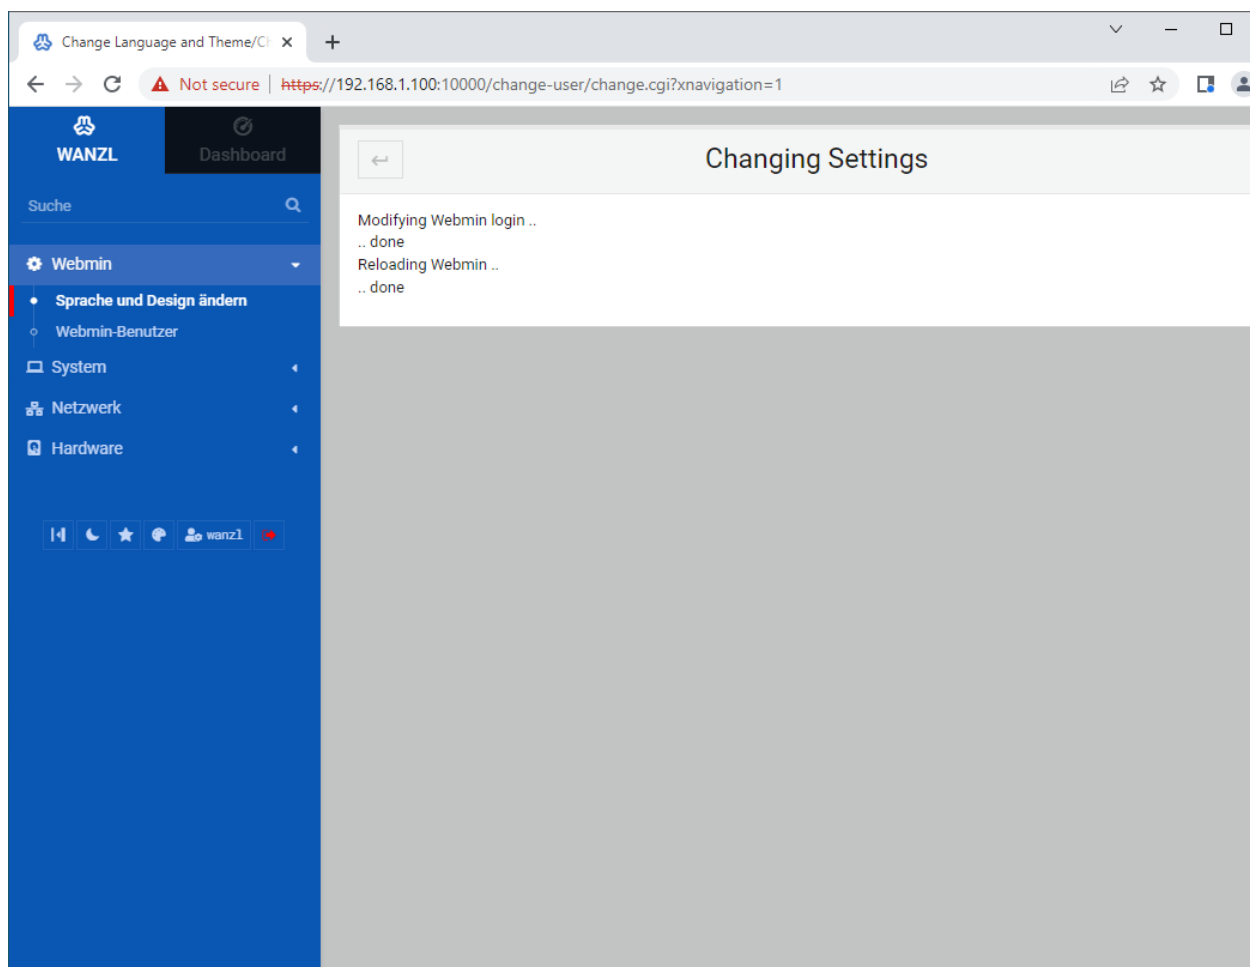 Change Language and Theme/Ch
Not secure
https://192.168.1.100:10000/change-user/change.cgi?xnavigation=1
WANZL
Dashboard
Suche
Webmin
Sprache und Design ändern
Webmin-Benutzer
System
Netzwerk
Hardware
wanzl
Changing Settings
Modifying Webmin login ..
.. done
Reloading Webmin ..
.. done